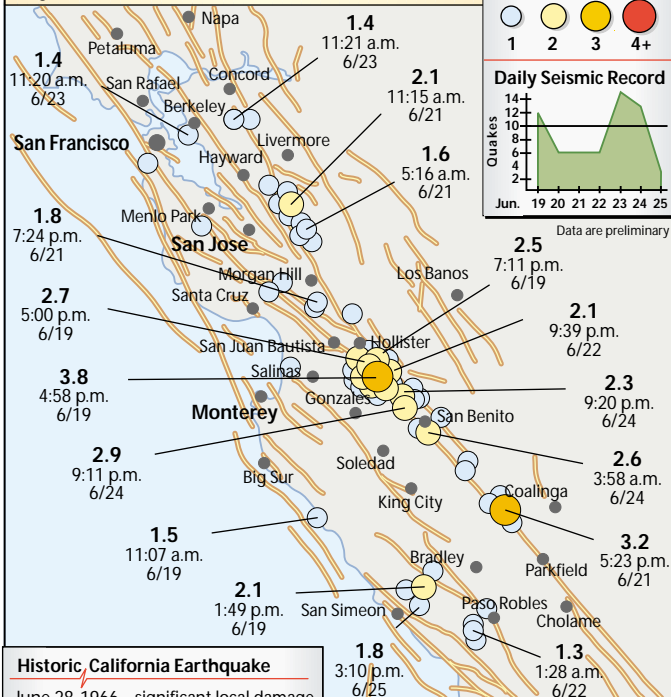 Napa
Petaluma
1.4
11:21 a.m.
6/23
1.4
11:20 a.m.
6/23
San Rafael
Concord
Berkeley
2.1
11:15 a.m.
6/21
San Francisco
Livermore
Hayward
1.6
5:16 a.m.
6/21
1 2 3 4+
Daily Seismic Record
Quakes
14
12
10
8
6
4
2
Jun. 19 20 21 22 23 24 25
Data are preliminary
1.8
7:24 p.m.
6/21
Menlo Park
San Jose
2.5
7:11 p.m.
6/19
Morgan Hill
Los Banos
Santa Cruz
2.7
5:00 p.m.
6/19
2.1
9:39 p.m.
6/22
San Juan Bautista
Hollister
Salinas
3.8
4:58 p.m.
6/19
2.3
9:20 p.m.
6/24
Gonzales
Monterey
San Benito
2.9
9:11 p.m.
6/24
Soledad
2.6
3:58 a.m.
6/24
Big Sur
King City
Coalinga
1.5
11:07 a.m.
6/19
3.2
5:23 p.m.
6/21
Bradley
Parkfield
2.1
1:49 p.m.
6/19
San Simeon
Paso Robles
Cholame
1.8
3:10 p.m.
6/25
1.3
1:28 a.m.
6/22
Historic California Earthquake
June 28, 1966 - significant local damage